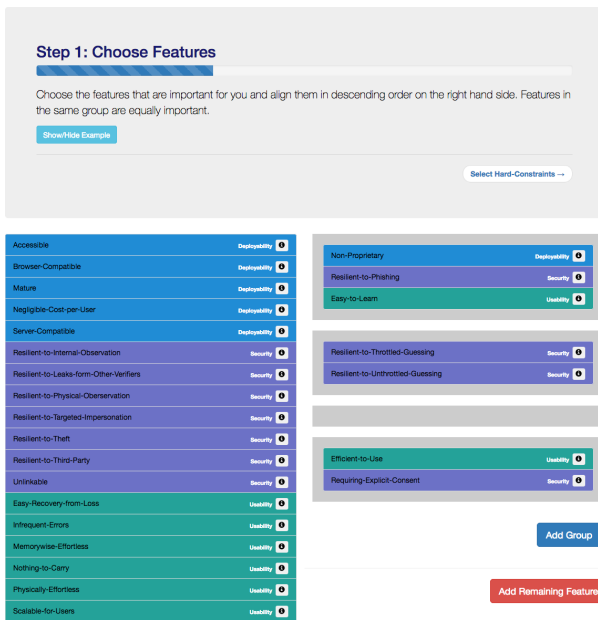 Step 1: Choose Features
Choose the features that are important for you and align them in descending order on the right hand side. Features in
the same group are equally important.
Show/Hide Example
Select Hard-Constraints →
Accessible Deployability
Browser-Compatible Deployability
Mature Deployability
Negligible-Cost-per-User Deployability
Server-Compatible Deployability
Resilient-to-Internal-Observation Security
Resilient-to-Leaks-form-Other-Verifiers Security
Resilient-to-Physical-Oberservation Security
Resilient-to-Targeted-Impersonation Security
Resilient-to-Theft Security
Resilient-to-Third-Party Security
Unlinkable Security
Easy-Recovery-from-Loss Usability
Infrequent-Errors Usability
Memorywise-Effortless Usability
Nothing-to-Carry Usability
Physically-Effortless Usability
Scalable-for-Users Usability
Non-Proprietary Deployability
Resilient-to-Phishing Security
Easy-to-Learn Usability
Resilient-to-Throttled-Guessing Security
Resilient-to-Unthrottled-Guessing Security
Efficient-to-Use Usability
Requiring-Explicit-Consent Security
Add Group
Add Remaining Feature